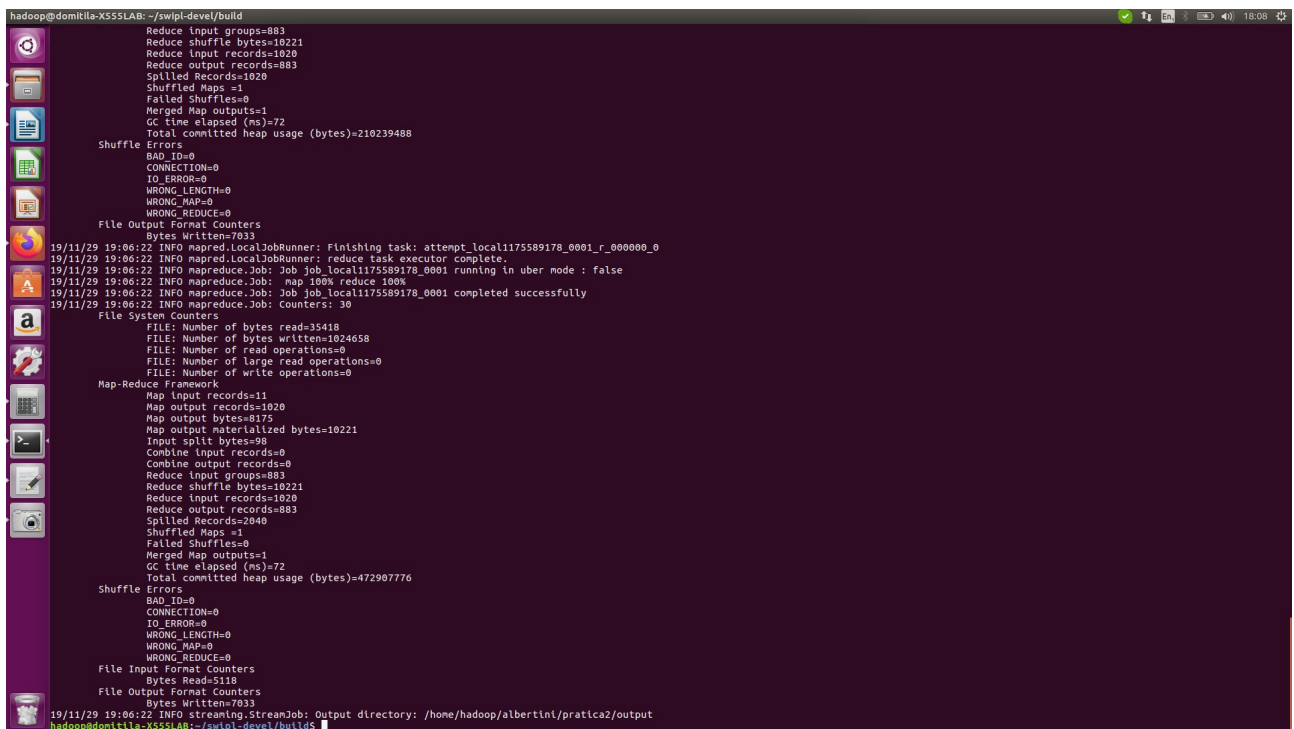 hadoop@domitila-X555LAB: ~/swipl-devel/build
En
18:08
Reduce input groups=883
Reduce shuffle bytes=10221
Reduce input records=1020
Reduce output records=883
Spilled Records=1020
Shuffled Maps =1
Failed Shuffles=0
Merged Map outputs=1
GC time elapsed (ms)=72
Total committed heap usage (bytes)=210239488
Shuffle Errors
BAD_ID=0
CONNECTION=0
IO_ERROR=0
WRONG_LENGTH=0
WRONG_MAP=0
WRONG_REDUCE=0
File Output Format Counters
Bytes Written=7033
19/11/29 19:06:22 INFO mapred.LocalJobRunner: Finishing task: attempt_local1175589178_0001_r_000000_0
19/11/29 19:06:22 INFO mapred.LocalJobRunner: reduce task executor complete.
19/11/29 19:06:22 INFO mapreduce.Job: Job job_local1175589178_0001 running in uber mode : false
19/11/29 19:06:22 INFO mapreduce.Job:  map 100% reduce 100%
19/11/29 19:06:22 INFO mapreduce.Job: Job job_local1175589178_0001 completed successfully
19/11/29 19:06:22 INFO mapreduce.Job: Counters: 30
File System Counters
FILE: Number of bytes read=35418
FILE: Number of bytes written=1024658
FILE: Number of read operations=0
FILE: Number of large read operations=0
FILE: Number of write operations=0
Map-Reduce Framework
Map input records=11
Map output records=1020
Map output bytes=8175
Map output materialized bytes=10221
Input split bytes=98
Combine input records=0
Combine output records=0
Reduce input groups=883
Reduce shuffle bytes=10221
Reduce input records=1020
Reduce output records=883
Spilled Records=2040
Shuffled Maps =1
Failed Shuffles=0
Merged Map outputs=1
GC time elapsed (ms)=72
Total committed heap usage (bytes)=472907776
Shuffle Errors
BAD_ID=0
CONNECTION=0
IO_ERROR=0
WRONG_LENGTH=0
WRONG_MAP=0
WRONG_REDUCE=0
File Input Format Counters
Bytes Read=5118
File Output Format Counters
Bytes Written=7033
19/11/29 19:06:22 INFO streaming.StreamJob: Output directory: /home/hadoop/albertini/pratica2/output
hadoop@domitila-X555LAB:~/swipl-devel/build$